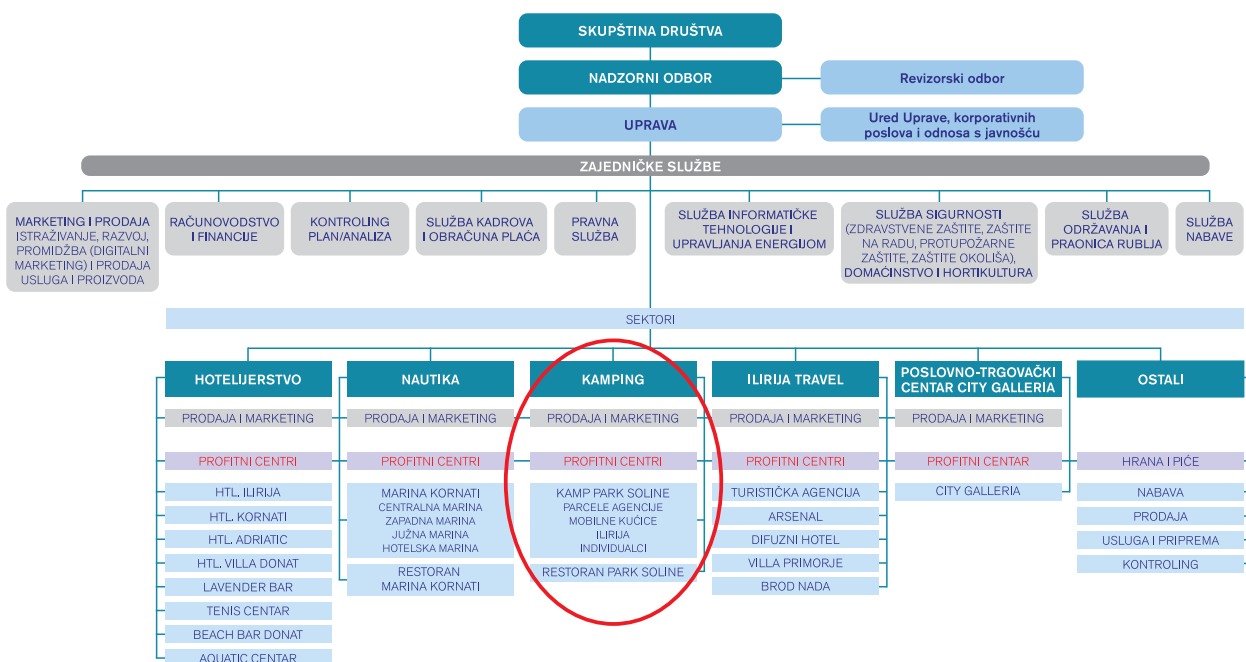 SKUPŠTINA DRUŠTVA
NADZORNI ODBOR
Revizorski odbor
UPRAVA
Ured Uprave, korporativnih
poslova i odnosa s javnošću
ZAJEDNIČKE SLUŽBE
MARKETING I PRODAJA
ISTRAŽIVANJE, RAZVOJ,
PROMIDŽBA (DIGITALNI
MARKETING) I PRODAJA
USLUGA I PROIZVODA
RAČUNOVODSTVO
I FINANCIJE
KONTROLING
PLAN/ANALIZA
SLUŽBA KADROVA
I OBRAČUNA PLAĆA
PRAVNA
SLUŽBA
SLUŽBA INFORMATIČKE
TEHNOLOGIJE I
UPRAVLJANJA ENERGIJOM
SLUŽBA SIGURNOSTI
(ZDRAVSTVENE ZAŠTITE, ZAŠTITE
NA RADU, PROTUPOŽARNE
ZAŠTITE, ZAŠTITE OKOLIŠA),
DOMAĆINSTVO I HORTIKULTURA
SLUŽBA
ODRŽAVANJA I
PRAONICA RUBLJA
SLUŽBA
NABAVE
SEKTORI
HOTELIJERSTVO
PRODAJA I MARKETING
PROFITNI CENTRI
HTL. ILIRIJA
HTL. KORNATI
HTL. ADRIATIC
HTL. VILLA DONAT
LAVENDER BAR
TENIS CENTAR
BEACH BAR DONAT
AQUATIC CENTAR
NAUTIKA
PRODAJA I MARKETING
PROFITNI CENTRI
MARINA KORNATI
CENTRALNA MARINA
ZAPADNA MARINA
JUŽNA MARINA
HOTELSKA MARINA
RESTORAN
MARINA KORNATI
KAMPING
PRODAJA I MARKETING
PROFITNI CENTRI
KAMP PARK SOLINE
PARCELE AGENCIJE
MOBILNE KUĆICE
ILIRIJA
INDIVIDUALCI
RESTORAN PARK SOLINE
ILIRIJA TRAVEL
PRODAJA I MARKETING
PROFITNI CENTRI
TURISTIČKA AGENCIJA
ARSENAL
DIFUZNI HOTEL
VILLA PRIMORJE
BROD NADA
POSLOVNO-TRGOVAČKI
CENTAR CITY GALLERIA
PRODAJA I MARKETING
PROFITNI CENTAR
CITY GALLERIA
OSTALI
HRANA I PIĆE
NABAVA
PRODAJA
USLUGA I PRIPREMA
KONTROLING